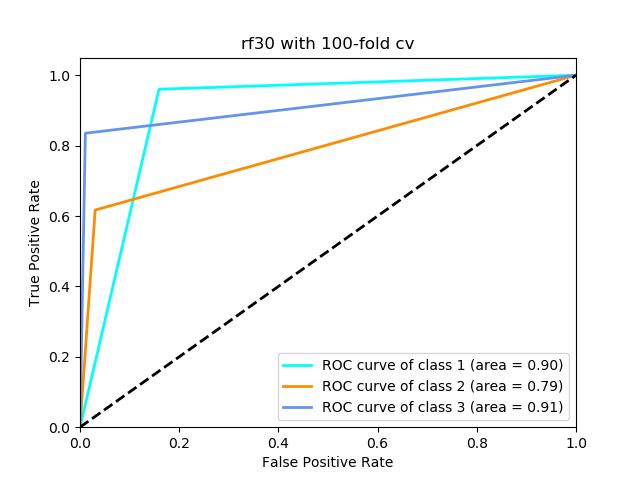 rf30 with 100-fold cv
1.0
0.8
0.6
0.4
0.2
0.0
True Positive Rate
ROC curve of class 1 (area = 0.90)
ROC curve of class 2 (area = 0.79)
ROC curve of class 3 (area = 0.91)
0.0 0.2 0.4 0.6 0.8 1.0
False Positive Rate